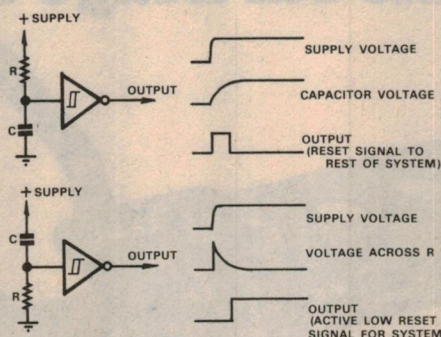 + SUPPLY
R
C
OUTPUT
SUPPLY VOLTAGE
CAPACITOR VOLTAGE
OUTPUT
(RESET SIGNAL TO
REST OF SYSTEM)
+ SUPPLY
C
R
OUTPUT
SUPPLY VOLTAGE
VOLTAGE ACROSS R
OUTPUT
(ACTIVE LOW RESET
SIGNAL FOR SYSTEM